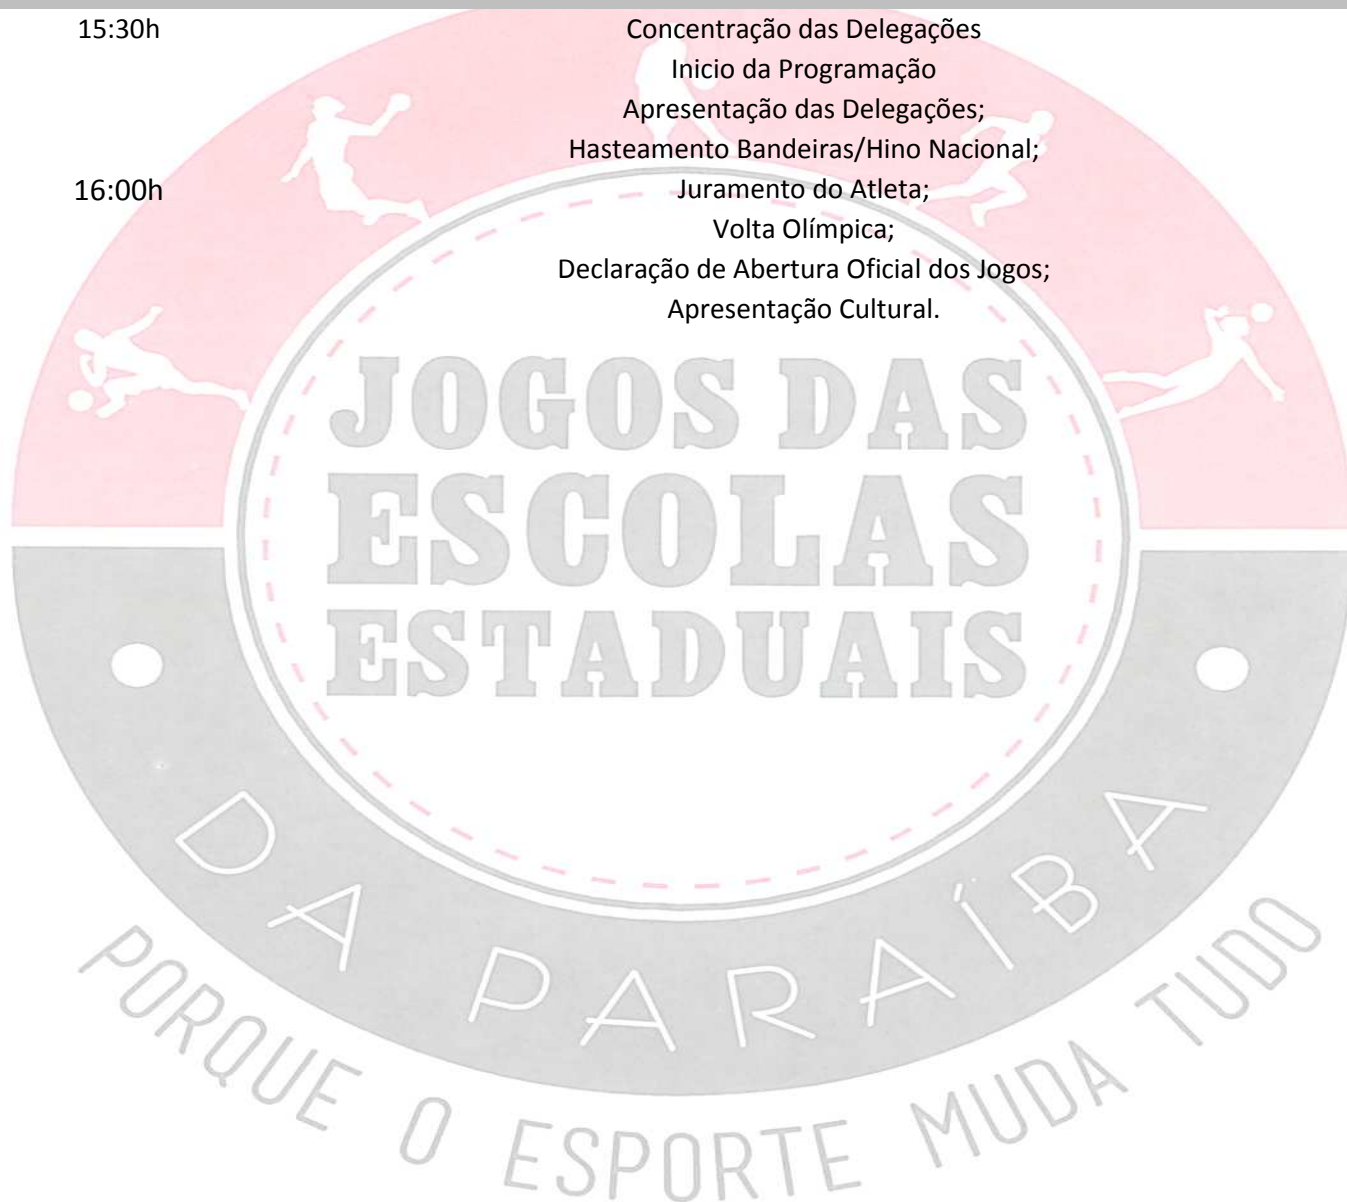 15:30h Concentração das Delegações
Inicio da Programação
Apresentação das Delegações;
Hasteamento Bandeiras/Hino Nacional;
16:00h Juramento do Atleta;
Volta Olímpica;
Declaração de Abertura Oficial dos Jogos;
Apresentação Cultural.
JOGOS DAS
ESCOLAS
ESTADUAIS
DA PARAÍBA
PORQUE O ESPORTE MUDA TUDO